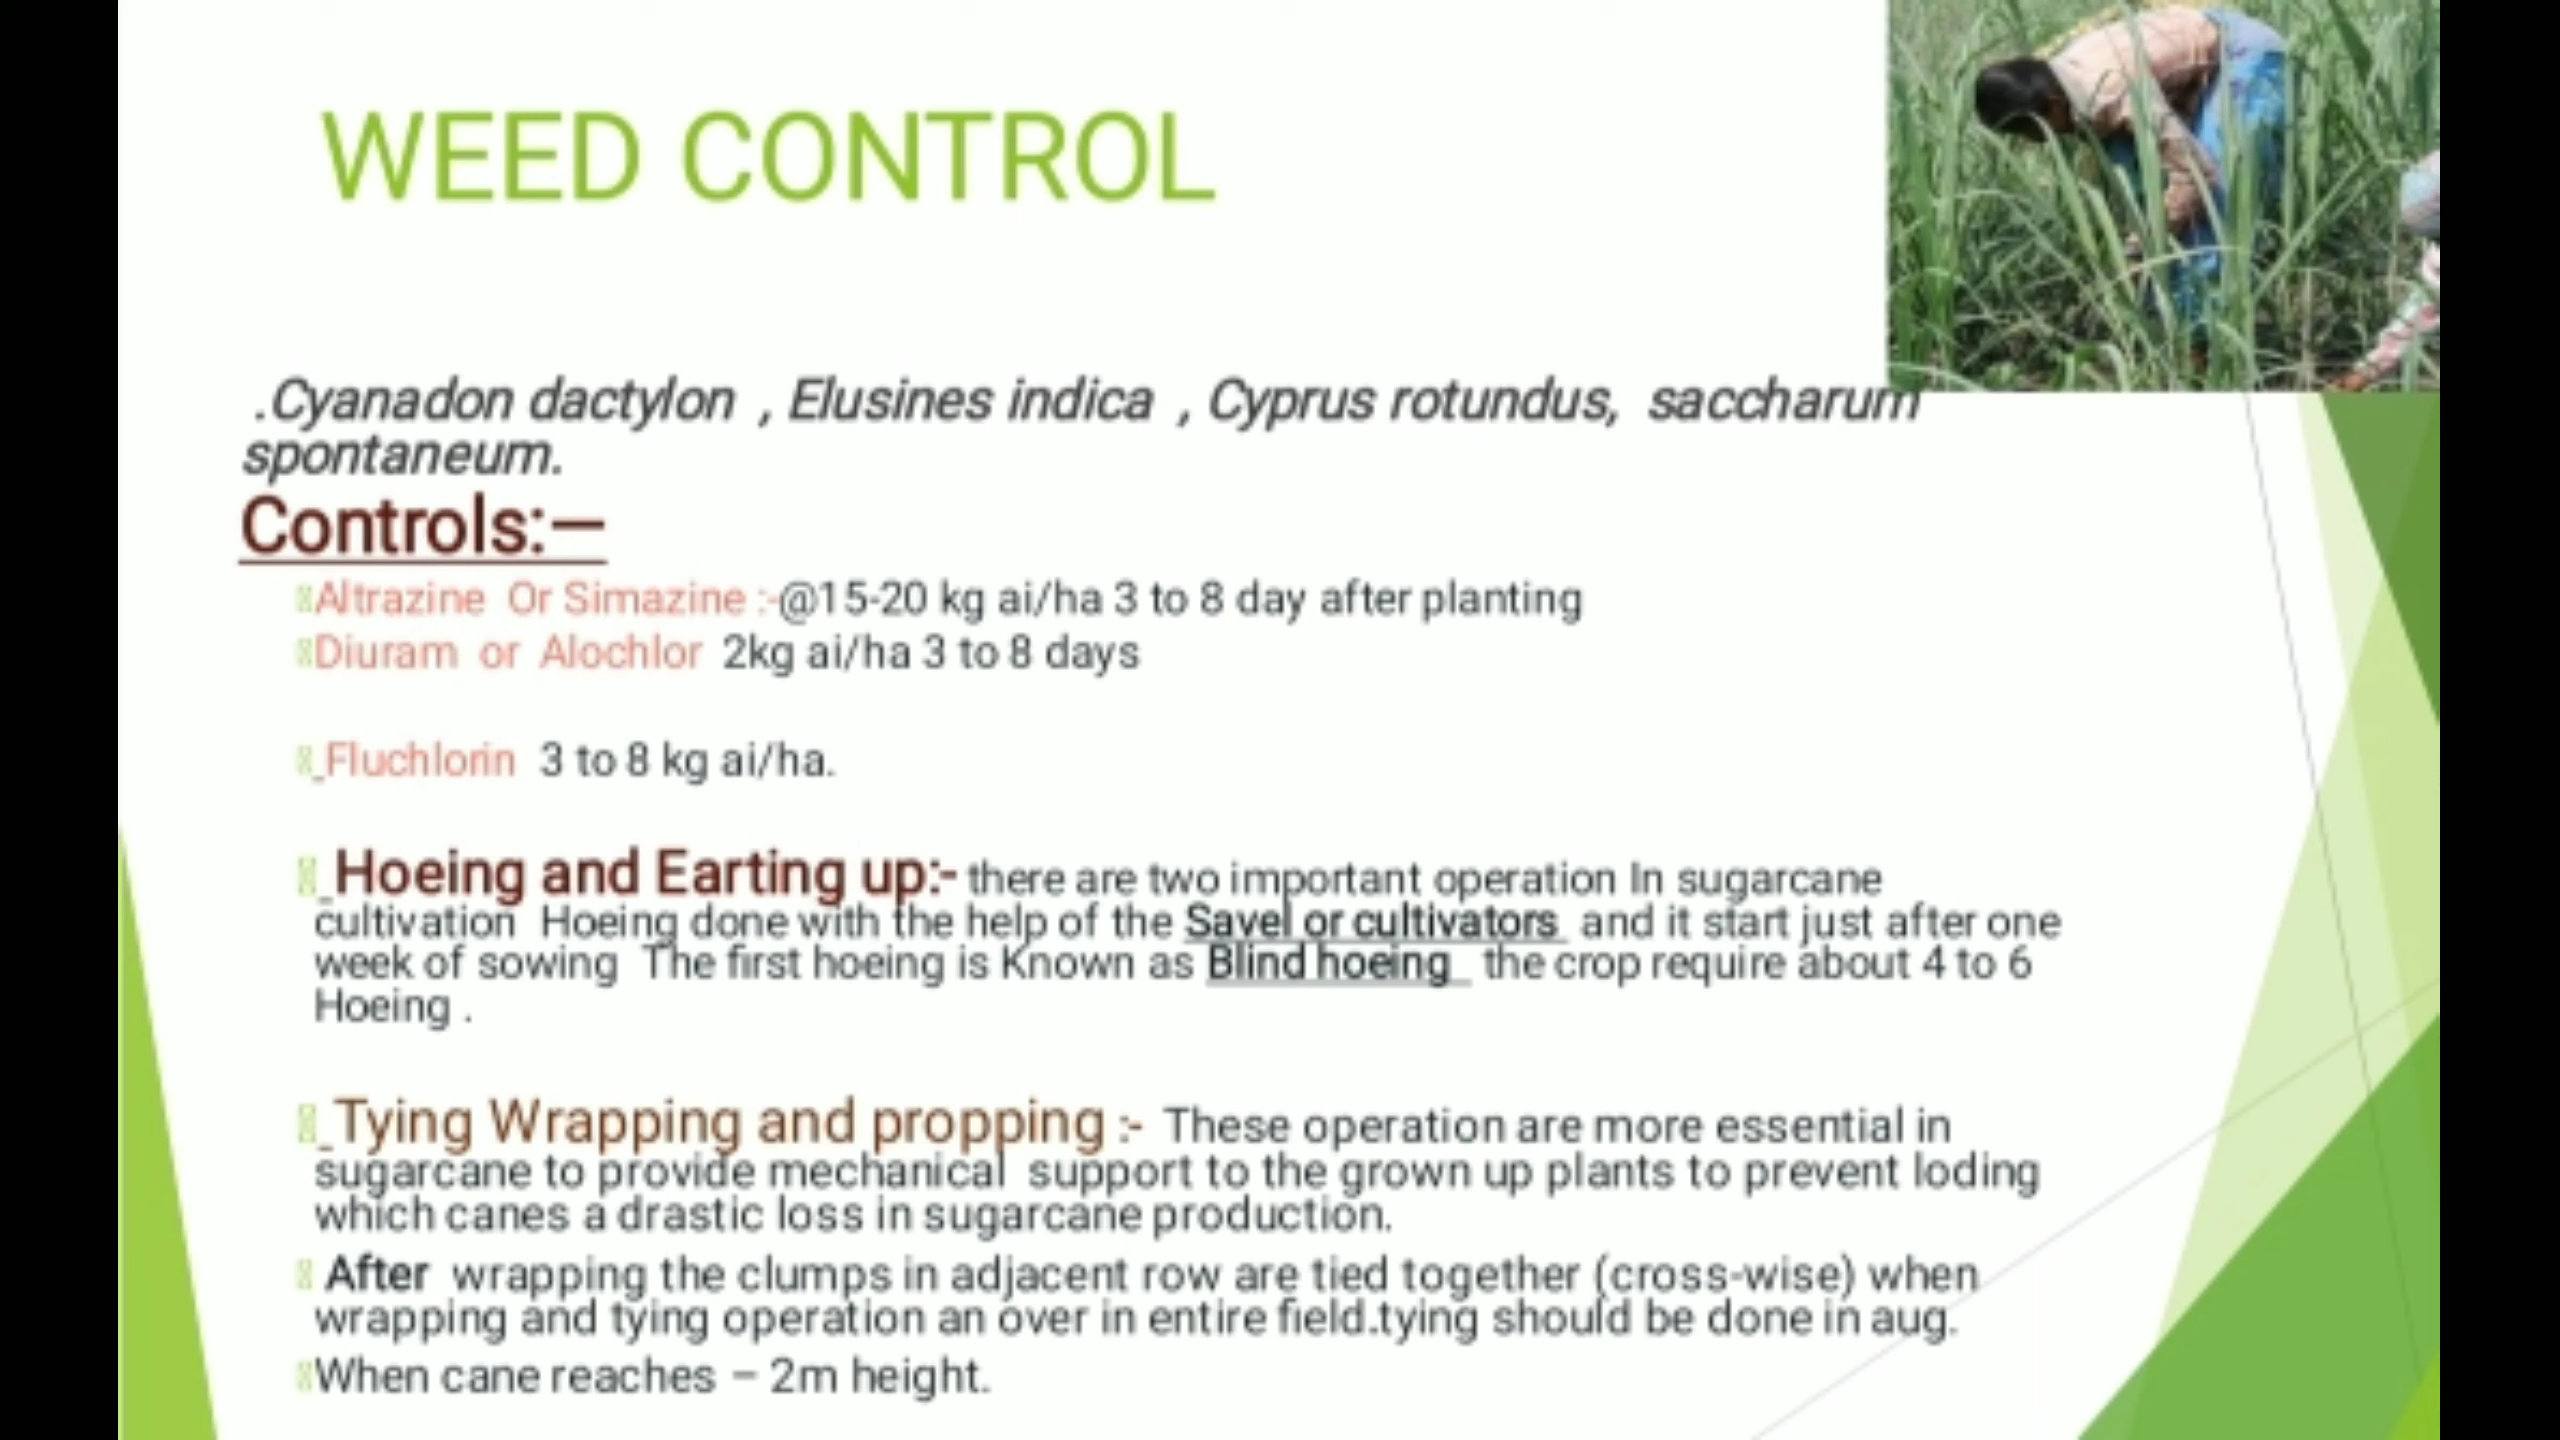 WEED CONTROL
.Cyanadon dactylon , Elusines indica , Cyprus rotundus, saccharum
spontaneum.
Controls:—
Altrazine Or Simazine :-@15-20 kg ai/ha 3 to 8 day after planting
Diuram or Alochlor 2kg ai/ha 3 to 8 days
Fluchlorin 3 to 8 kg ai/ha.
Hoeing and Earting up:- there are two important operation In sugarcane
cultivation Hoeing done with the help of the Savel or cultivators and it start just after one
week of sowing The first hoeing is Known as Blind hoeing the crop require about 4 to 6
Hoeing .
Tying Wrapping and propping :- These operation are more essential in
sugarcane to provide mechanical support to the grown up plants to prevent loding
which canes a drastic loss in sugarcane production.
After wrapping the clumps in adjacent row are tied together (cross-wise) when
wrapping and tying operation an over in entire field.tying should be done in aug.
When cane reaches – 2m height.